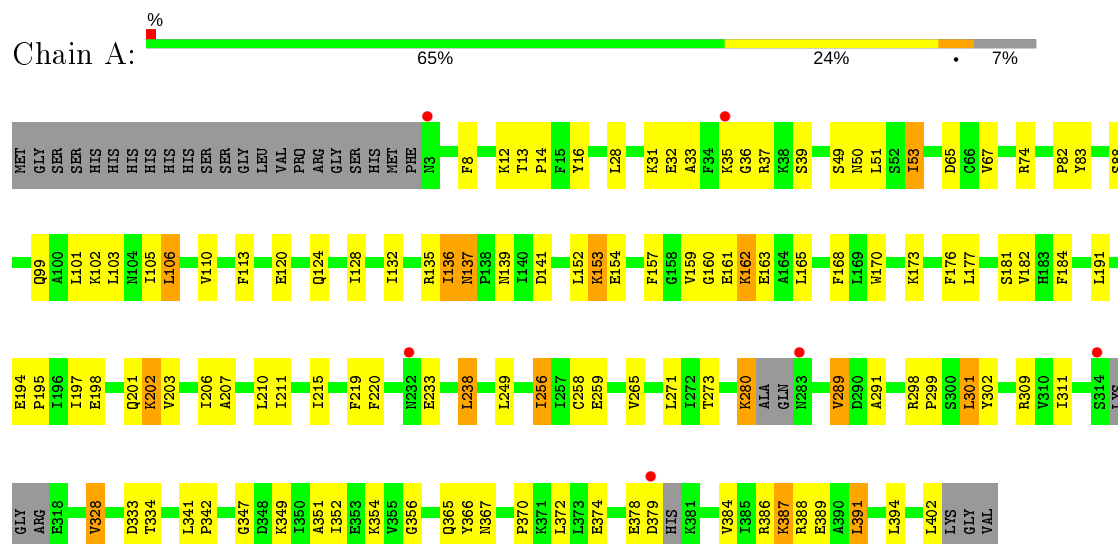 %
Chain A:
65% 24% • 7%
MET GLY SER SER HIS HIS HIS HIS HIS HIS SER SER GLY LEU VAL PRO ARG GLY SER HIS MET PHE N3 F8 K12 T13 P14 F15 Y16 L28 K31 E32 A33 F34 K35 G36 R37 K38 S39 S49 N50 L51 S52 I53 D65 C66 V67 R74 P82 Y83 S88
Q99 A100 L101 K102 L103 N104 I105 L106 V110 F113 E120 Q124 I128 I132 R135 I136 N137 P138 N139 I140 D141 L152 K153 E154 F157 G158 V159 G160 E161 K162 E163 A164 L165 F168 L169 W170 K173 F176 L177 S181 V182 H183 F184 L191
E194 P195 I196 I197 E198 Q201 K202 V203 I206 A207 L210 I211 I215 F219 F220 N232 E233 L238 L249 I256 I257 C258 E259 V265 L271 I272 T273 K280 ALA GLN N283 V289 D290 A291 R298 P299 S300 L301 Y302 R309 V310 I311 S314 LYS
GLY ARG E318 V328 D333 T334 L341 P342 G347 D348 K349 I350 A351 I352 E353 K354 V355 G356 Q365 Y366 N367 P370 K371 L372 L373 E374 E378 D379 HIS K381 V384 I385 R386 K387 R388 E389 A390 L391 L394 L402 LYS GLY VAL